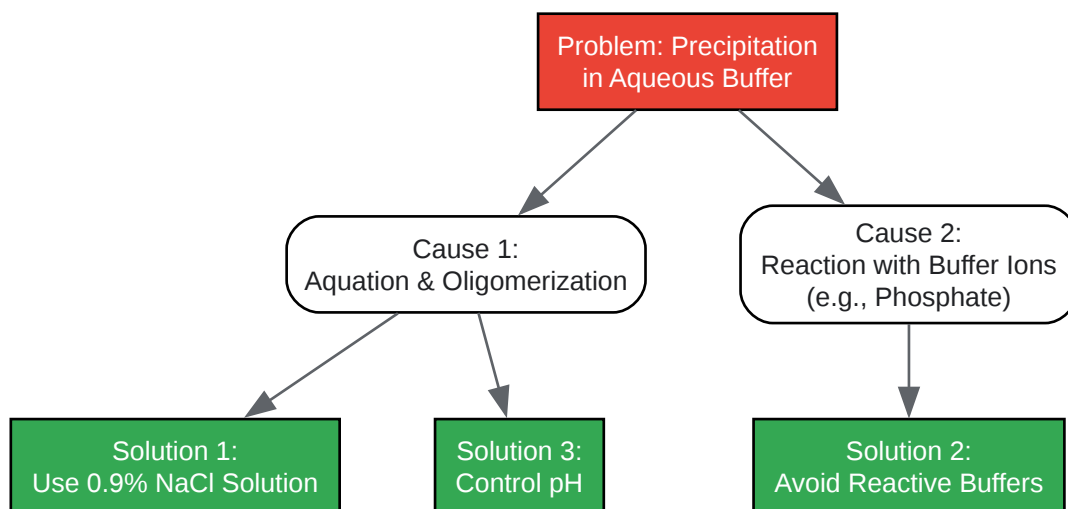 Problem: Precipitation
in Aqueous Buffer
Cause 1:
Aquation & Oligomerization
Cause 2:
Reaction with Buffer Ions
(e.g., Phosphate)
Solution 1:
Use 0.9% NaCl Solution
Solution 3:
Control pH
Solution 2:
Avoid Reactive Buffers